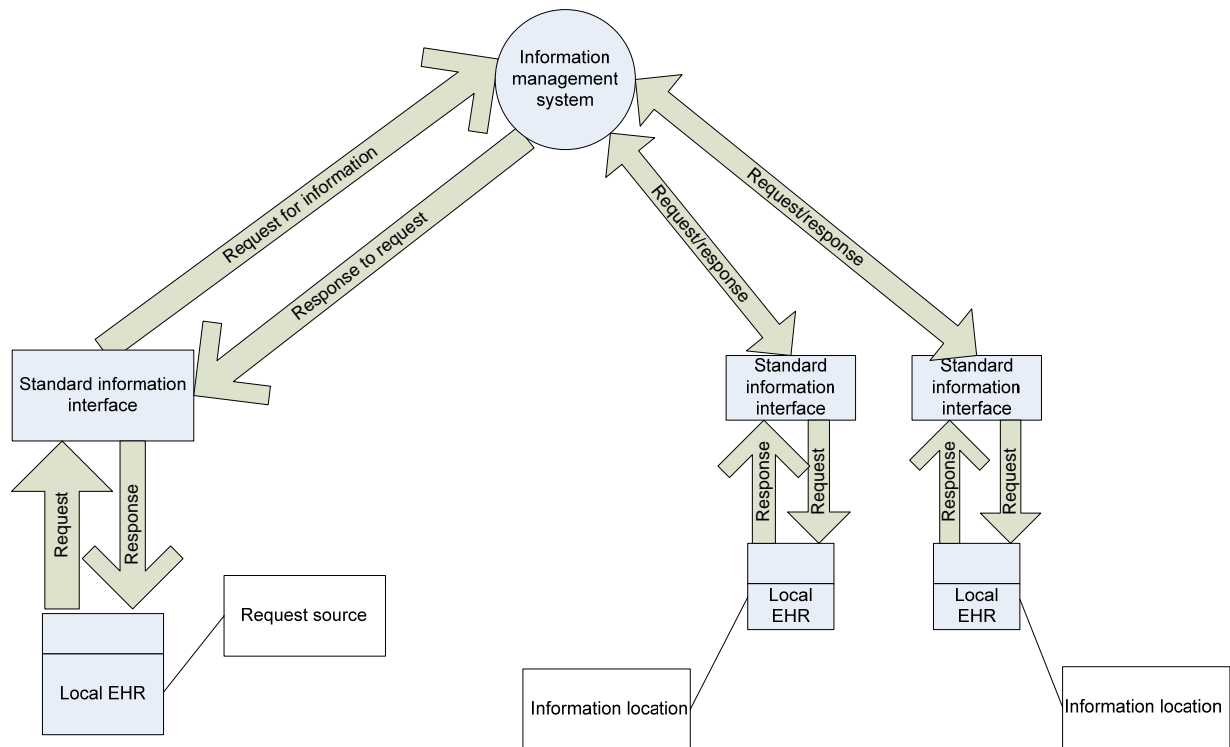 Information
management
system
Request for information
Response to request
Request/response
Request/response
Standard information
interface
Standard
information
interface
Standard
information
interface
Request
Response
Response
Request
Response
Request
Local EHR
Request source
Local
EHR
Local
EHR
Information location
Information location